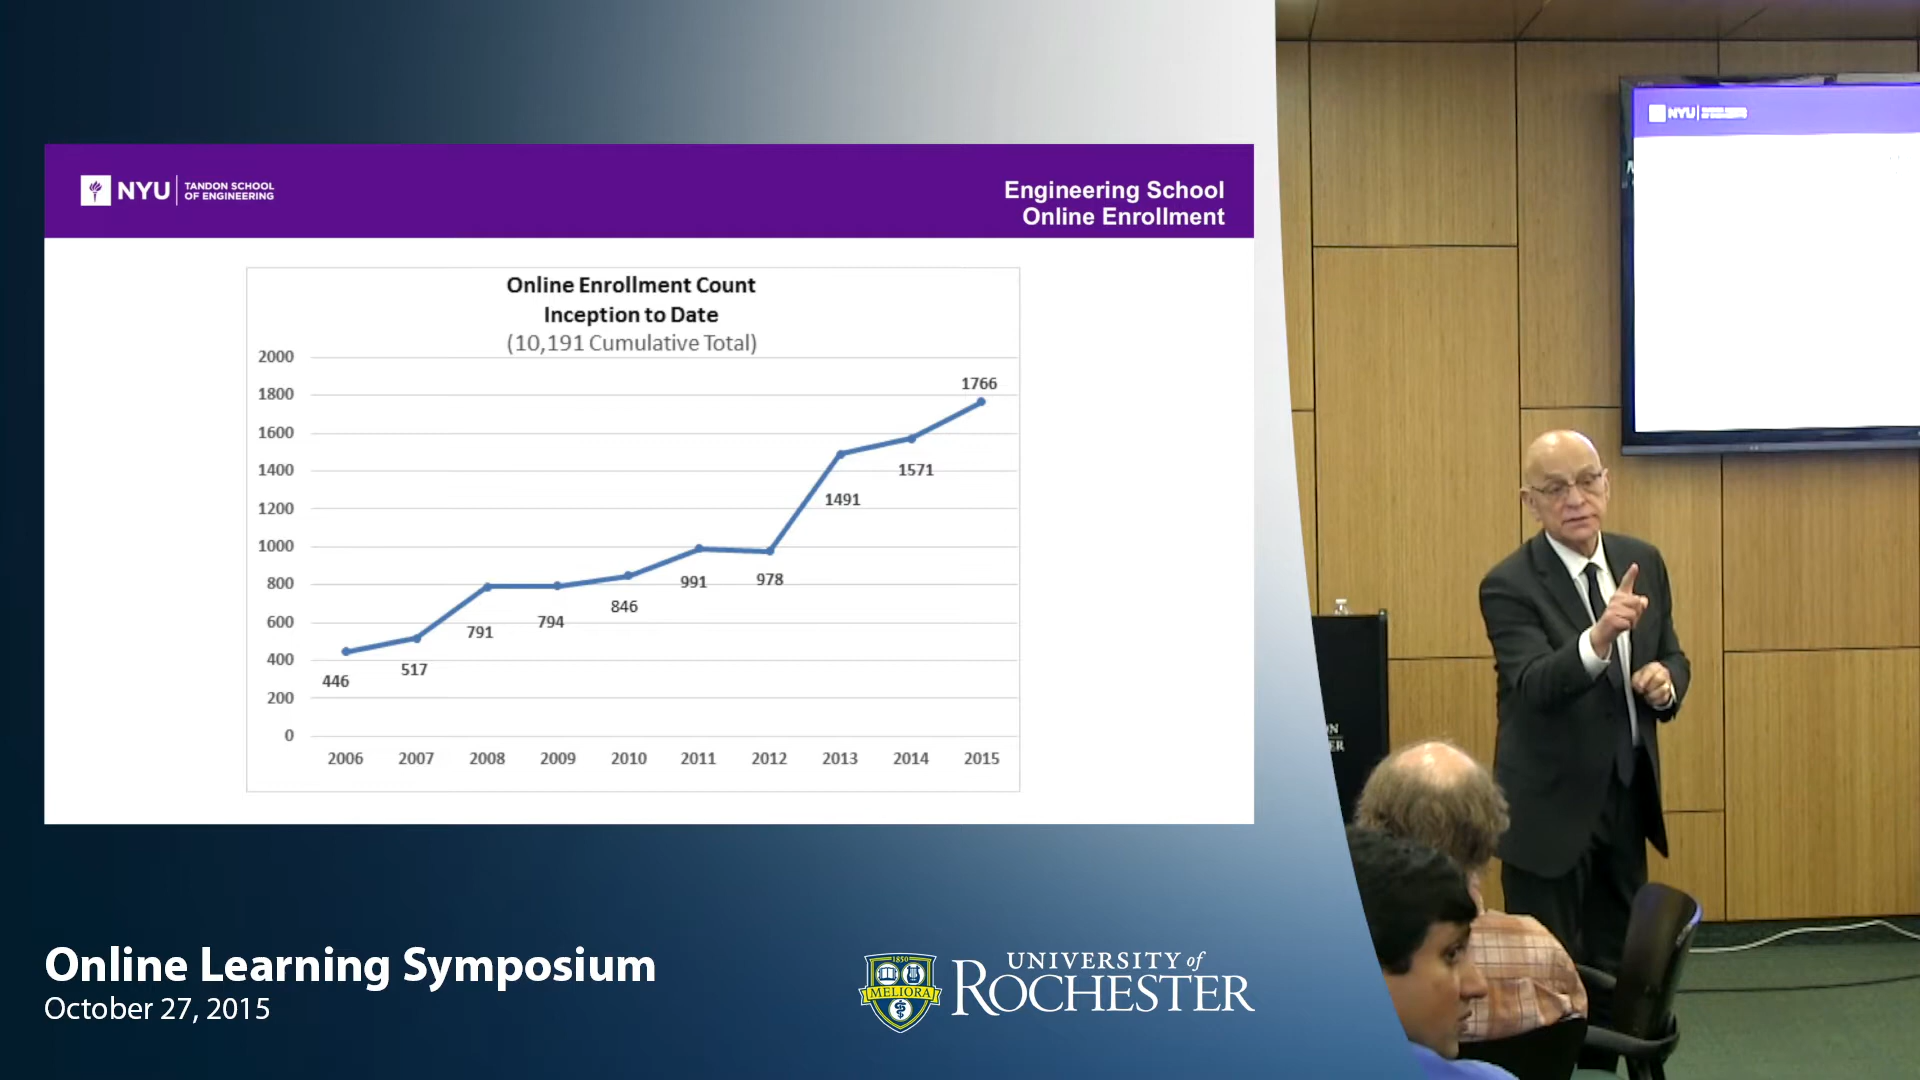 NYU
TANDON SCHOOL
OF ENGINEERING
Engineering School
Online Enrollment
Online Enrollment Count
Inception to Date
(10,191 Cumulative Total)
2000
1800
1600
1400
1200
1000
800
600
400
200
0
446
517
791
794
846
991
978
1491
1571
1766
2006 2007 2008 2009 2010 2011 2012 2013 2014 2015
Online Learning Symposium
October 27, 2015
1850
MELIORA
UNIVERSITY of
ROCHESTER
NYU